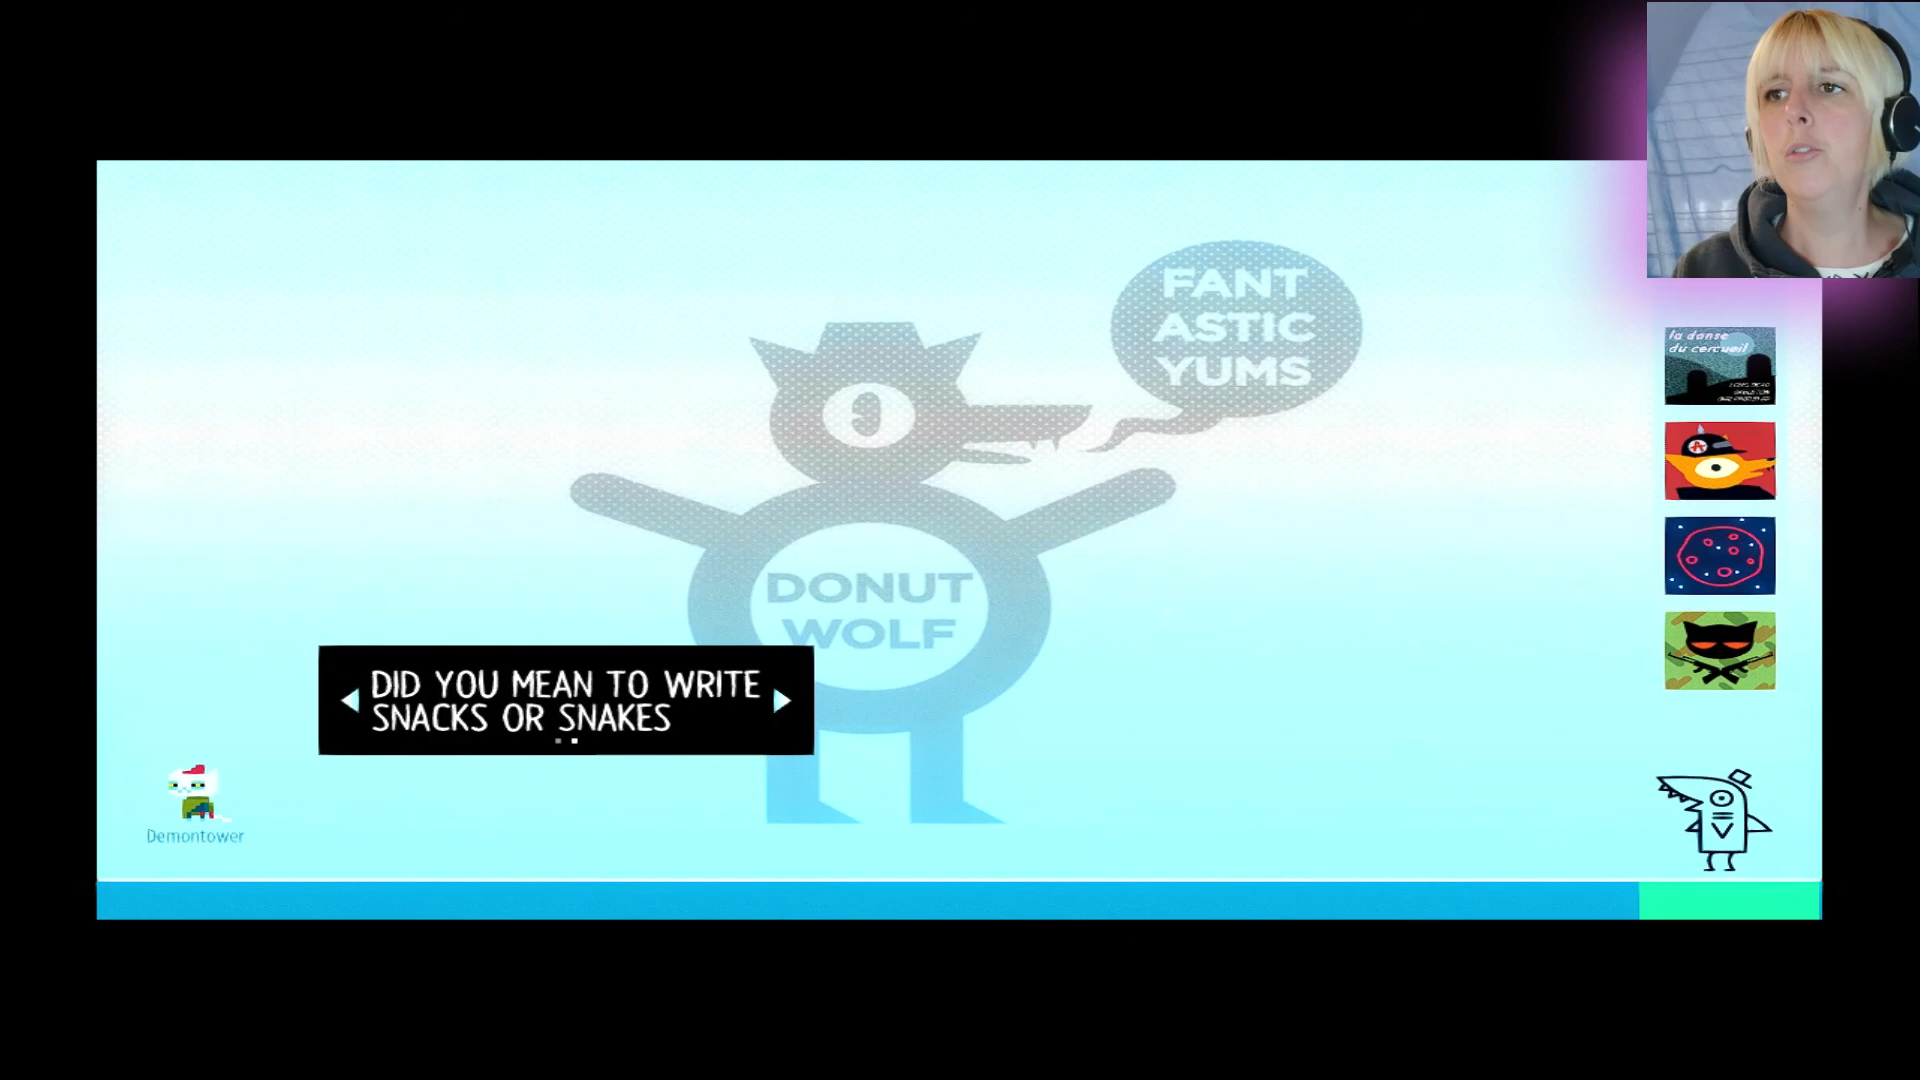 FANT
ASTIC
YUMS
la danse
du cercueil
DONUT
WOLF
DID YOU MEAN TO WRITE
SNACKS OR SNAKES
Demontower